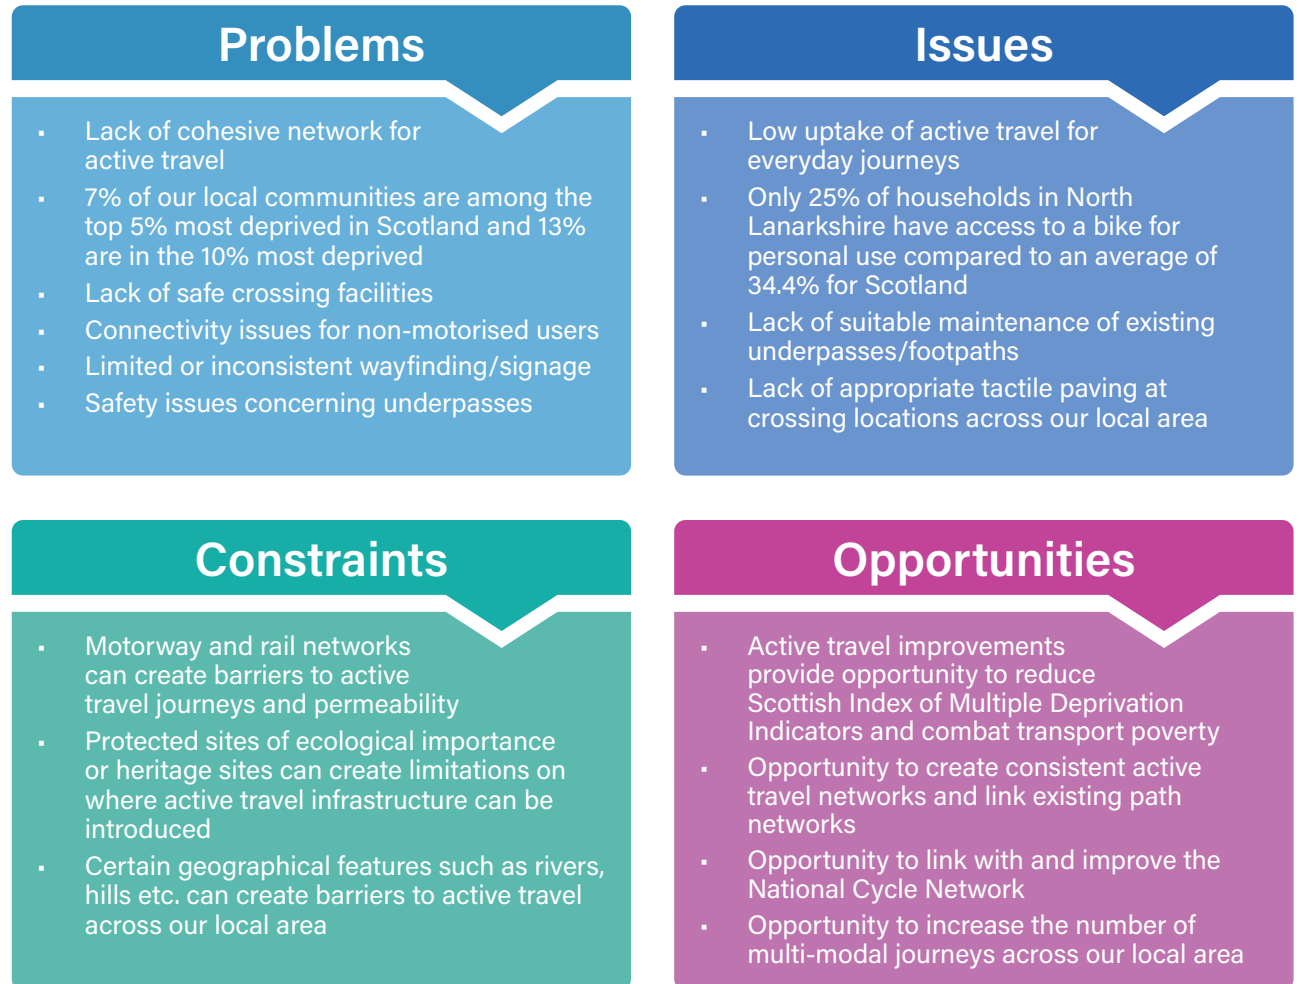 Problems
▪ Lack of cohesive network for
active travel
▪ 7% of our local communities are among the
top 5% most deprived in Scotland and 13%
are in the 10% most deprived
▪ Lack of safe crossing facilities
▪ Connectivity issues for non-motorised users
▪ Limited or inconsistent wayfinding/signage
▪ Safety issues concerning underpasses
Issues
▪ Low uptake of active travel for
everyday journeys
▪ Only 25% of households in North
Lanarkshire have access to a bike for
personal use compared to an average of
34.4% for Scotland
▪ Lack of suitable maintenance of existing
underpasses/footpaths
▪ Lack of appropriate tactile paving at
crossing locations across our local area
Constraints
▪ Motorway and rail networks
can create barriers to active
travel journeys and permeability
▪ Protected sites of ecological importance
or heritage sites can create limitations on
where active travel infrastructure can be
introduced
▪ Certain geographical features such as rivers,
hills etc. can create barriers to active travel
across our local area
Opportunities
▪ Active travel improvements
provide opportunity to reduce
Scottish Index of Multiple Deprivation
Indicators and combat transport poverty
▪ Opportunity to create consistent active
travel networks and link existing path
networks
▪ Opportunity to link with and improve the
National Cycle Network
▪ Opportunity to increase the number of
multi-modal journeys across our local area